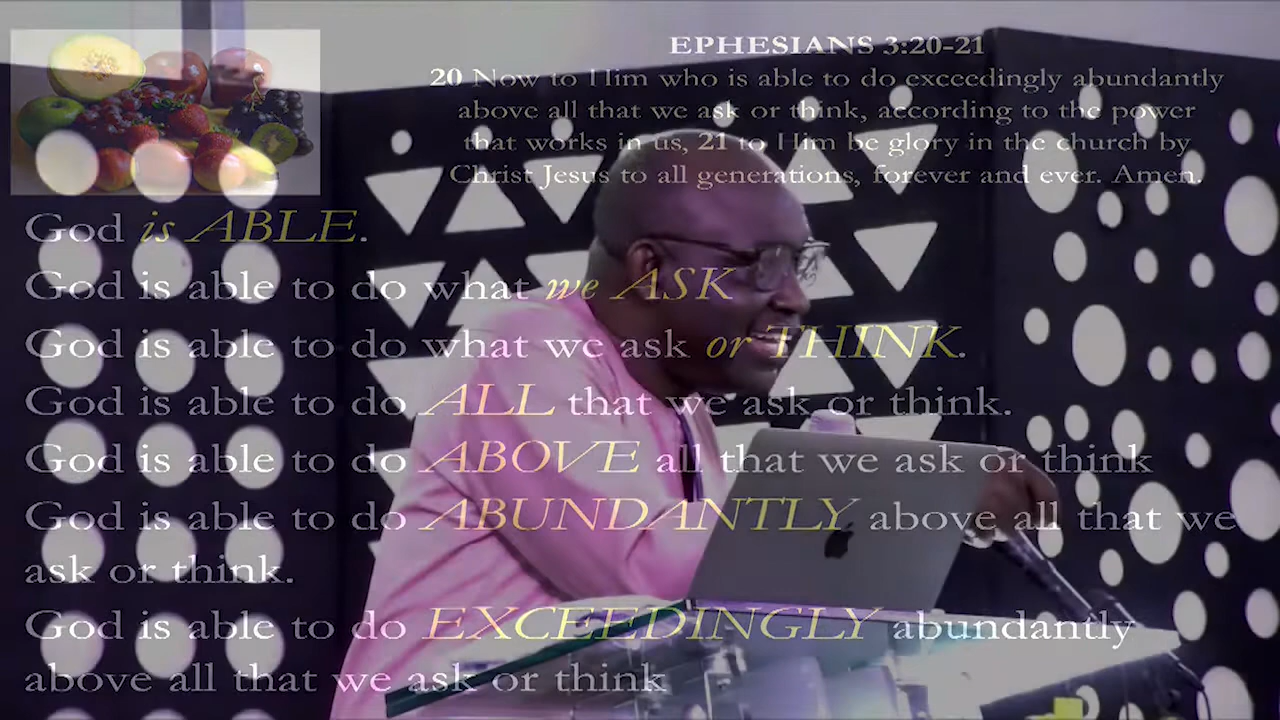 EPHESIANS 3:20-21
20 Now to Him who is able to do exceedingly abundantly
above all that we ask or think, according to the power
that works in us, 21 to Him be glory in the church by
Christ Jesus to all generations, forever and ever. Amen.
God is ABLE.
God is able to do what we ASK
God is able to do what we ask or THINK.
God is able to do ALL that we ask or think.
God is able to do ABOVE all that we ask or think
God is able to do ABUNDANTLY above all that we
ask or think.
God is able to do EXCEEDINGLY abundantly
above all that we ask or think